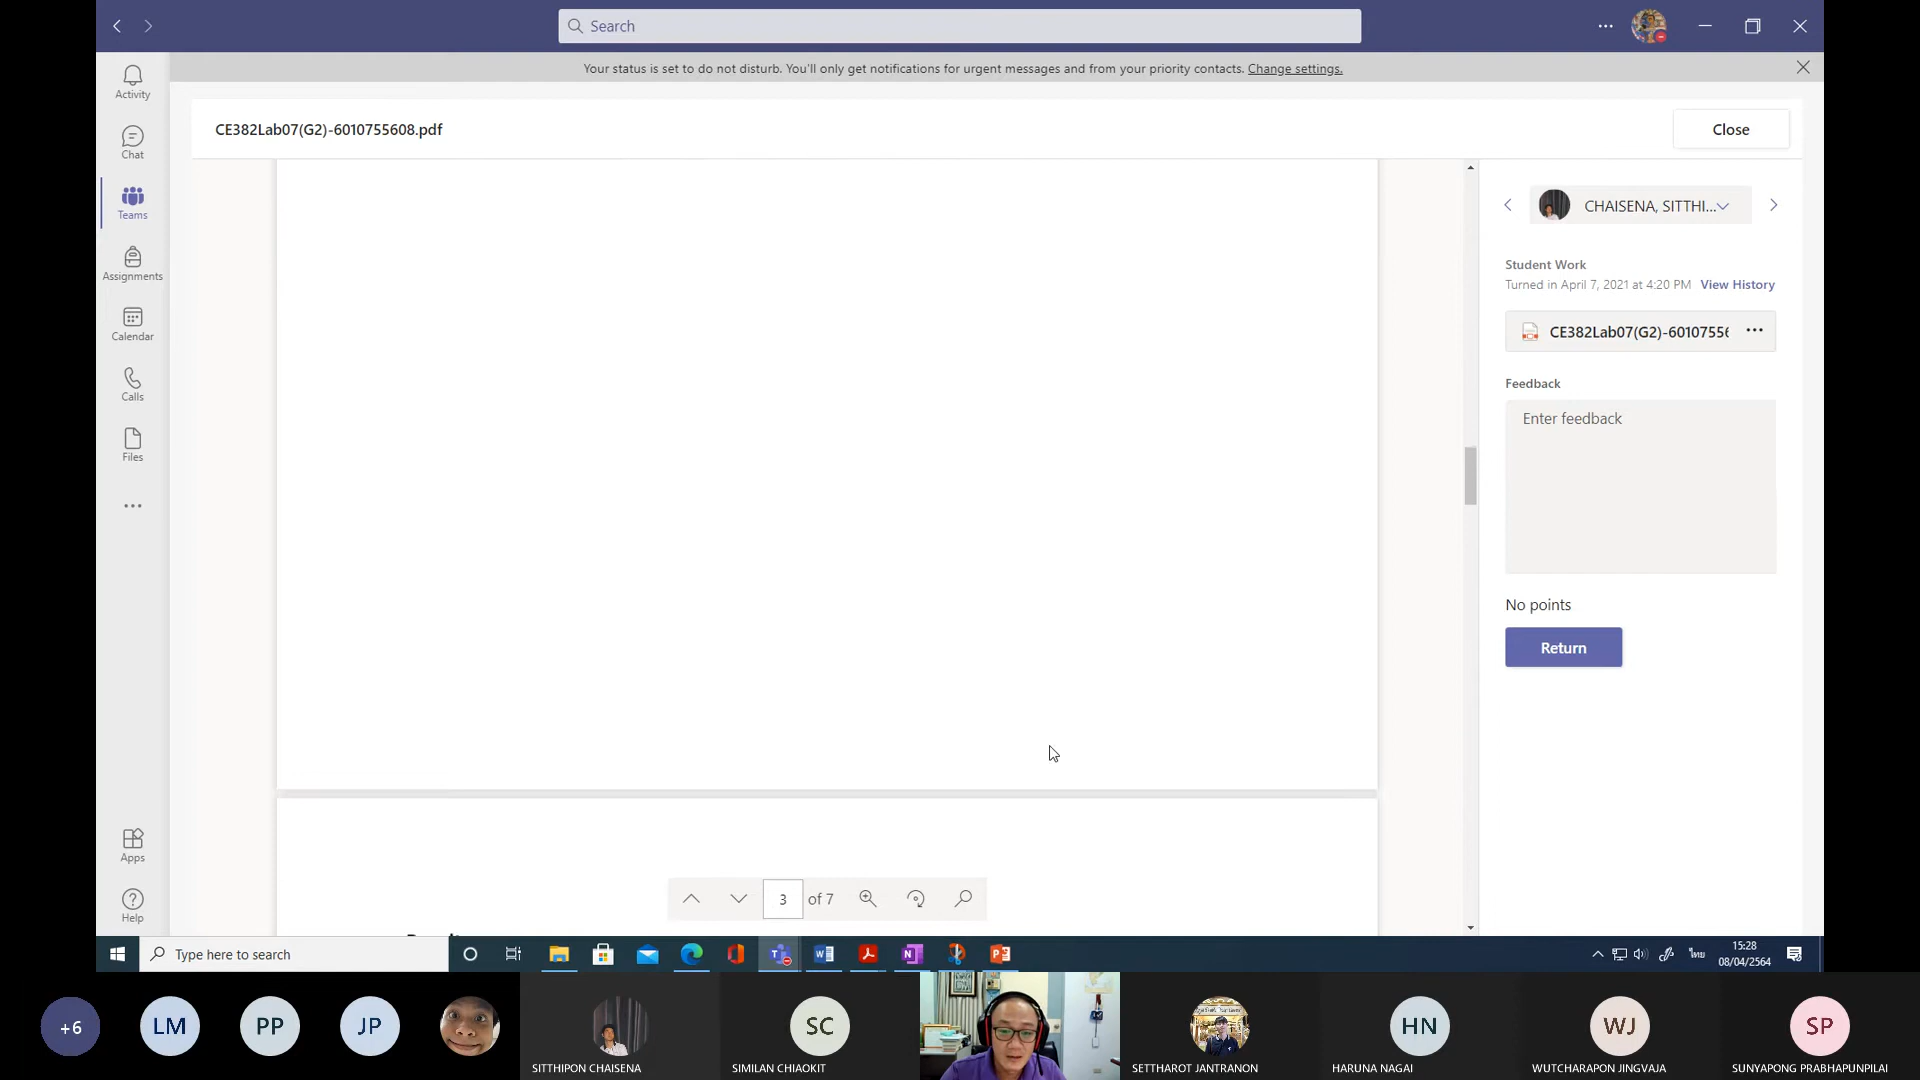 Search
Your status is set to do not disturb. You'll only get notifications for urgent messages and from your priority contacts. Change settings.
Activity
Chat
Teams
Assignments
Calendar
Calls
Files
Apps
Help
CE382Lab07(G2)-6010755608.pdf
Close
CHAISENA, SITTHI...
Student Work
Turned in April 7, 2021 at 4:20 PM View History
CE382Lab07(G2)-60107556
Feedback
Enter feedback
No points
Return
3 of 7
Type here to search
ไทย
15:28
08/04/2564
+6
LM
PP
JP
SITTHIPON CHAISENA
SC
SIMILAN CHIAOKIT
SETTHAROT JANTRANON
HN
HARUNA NAGAI
WJ
WUTCHARAPON JINGVAJA
SP
SUNYAPONG PRABHAPUNPILAI